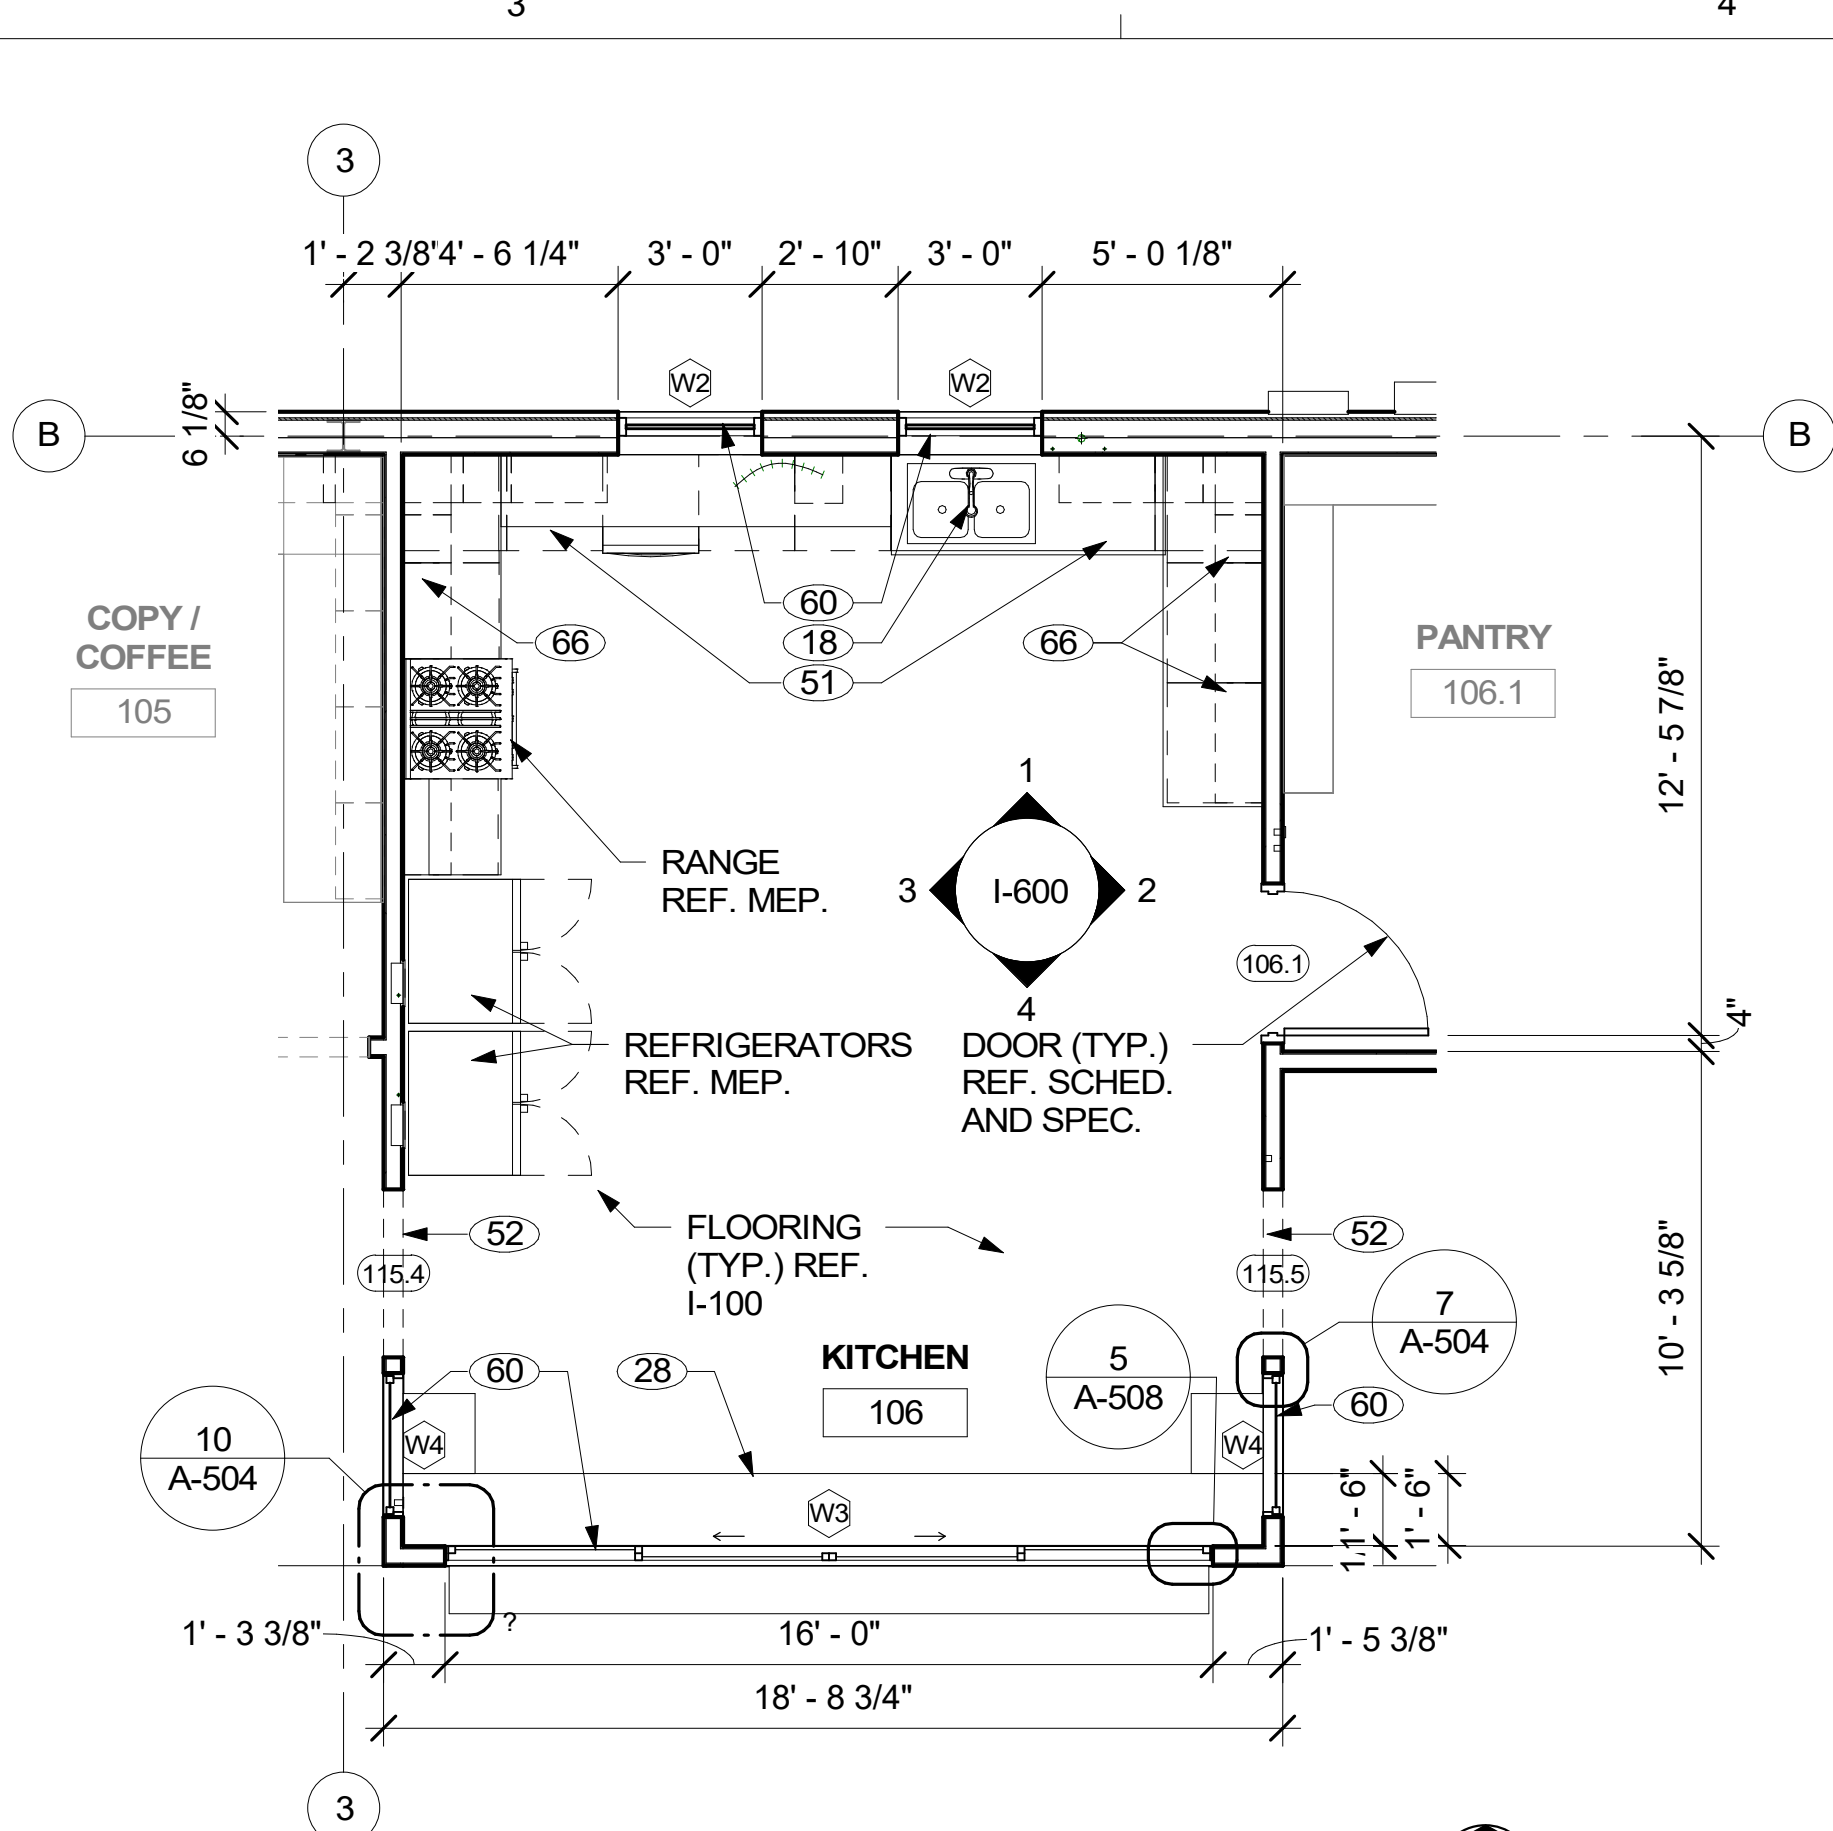 3 4
3
1' - 2 3/8" 4' - 6 1/4" 3' - 0" 2' - 10" 3' - 0" 5' - 0 1/8"
W2 W2
6 1/8"
B B
COPY /
COFFEE
105
PANTRY
106.1
60
18
51
66 66
12' - 5 7/8"
RANGE
REF. MEP.
1
3 I-600 2
4
106.1
4"
REFRIGERATORS
REF. MEP.
DOOR (TYP.)
REF. SCHED.
AND SPEC.
52 52
115.4 115.5
FLOORING
(TYP.) REF.
I-100
10' - 3 5/8"
7
A-504
5
A-508
KITCHEN
106
60 28 60
10
A-504
W4 W4
W3
1' - 6" 1' - 6"
?
1' - 3 3/8" 16' - 0" 1' - 5 3/8"
18' - 8 3/4"
3